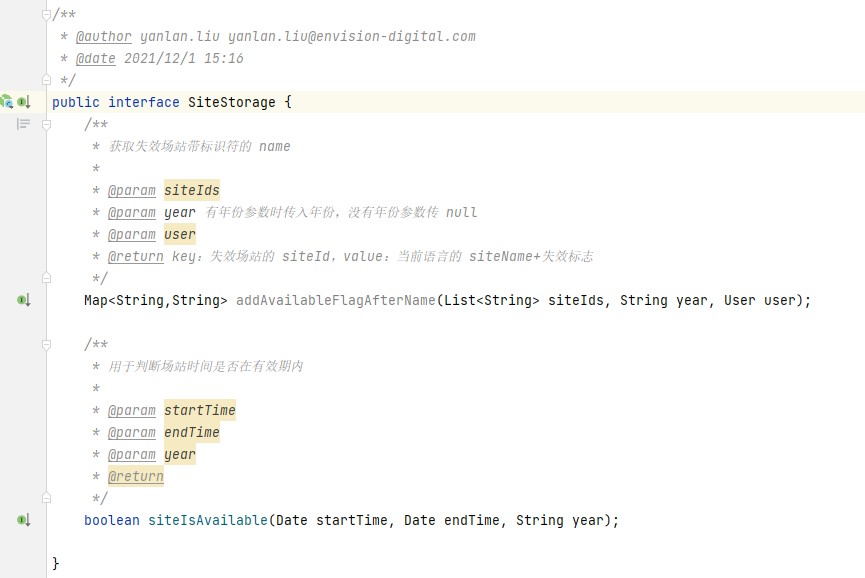 /**
 * @author yanlan.liu yanlan.liu@envision-digital.com
 * @date 2021/12/1 15:16
 */
public interface SiteStorage {
    /**
     * 获取失效场站带标识符的 name
     *
     * @param siteIds
     * @param year 有年份参数时传入年份，没有年份参数传 null
     * @param user
     * @return key：失效场站的 siteId，value：当前语言的 siteName+失效标志
     */
    Map<String,String> addAvailableFlagAfterName(List<String> siteIds, String year, User user);
    /**
     * 用于判断场站时间是否在有效期内
     *
     * @param startTime
     * @param endTime
     * @param year
     * @return
     */
    boolean siteIsAvailable(Date startTime, Date endTime, String year);
}